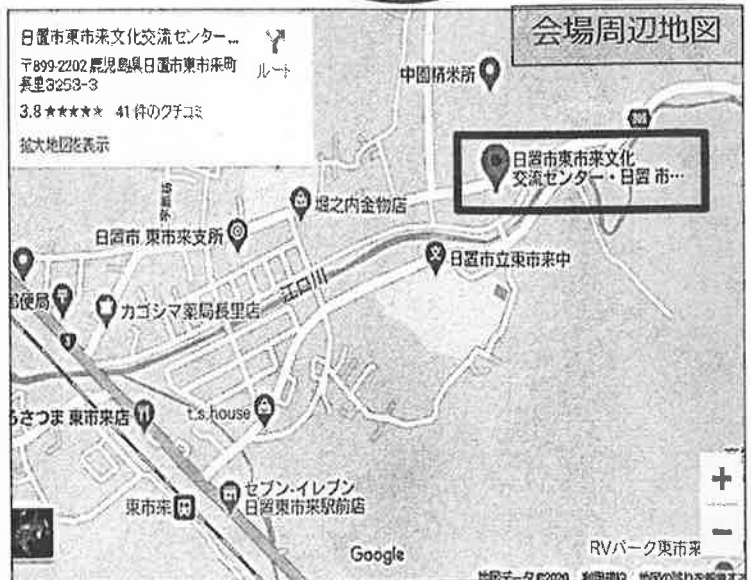 会場周辺地図
日置市東市来文化交流センター...
〒899-2202 鹿児島県日置市東市来町
長里3253-3
3.8 ★★★★★ 41 件のクチコミ
拡大地図を表示
ルート
中園精米所
日置市東市来文化
交流センター・日置 市…
堀之内金物店
日置市 東市来支所
日置市立東市来中
江口川
郵便局
カゴシマ薬局長里店
3
さつま 東市来店
t.s.house
セブン-イレブン
日置東市来駅前店
東市来
RVパーク東市来
Google
+
−